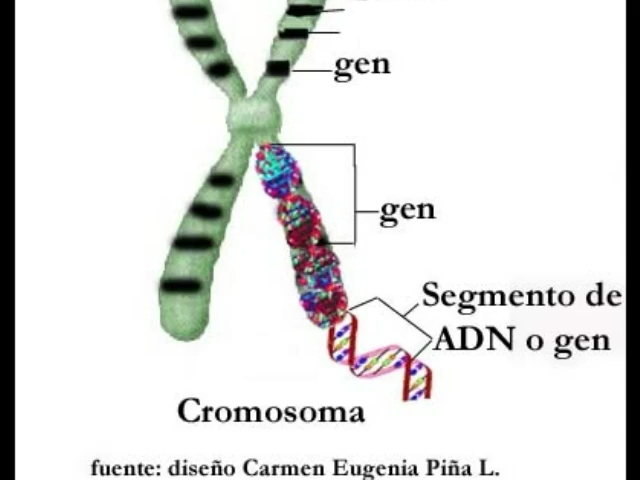 gen
gen
Segmento de
ADN o gen
Cromosoma
fuente: diseño Carmen Eugenia Piña L.